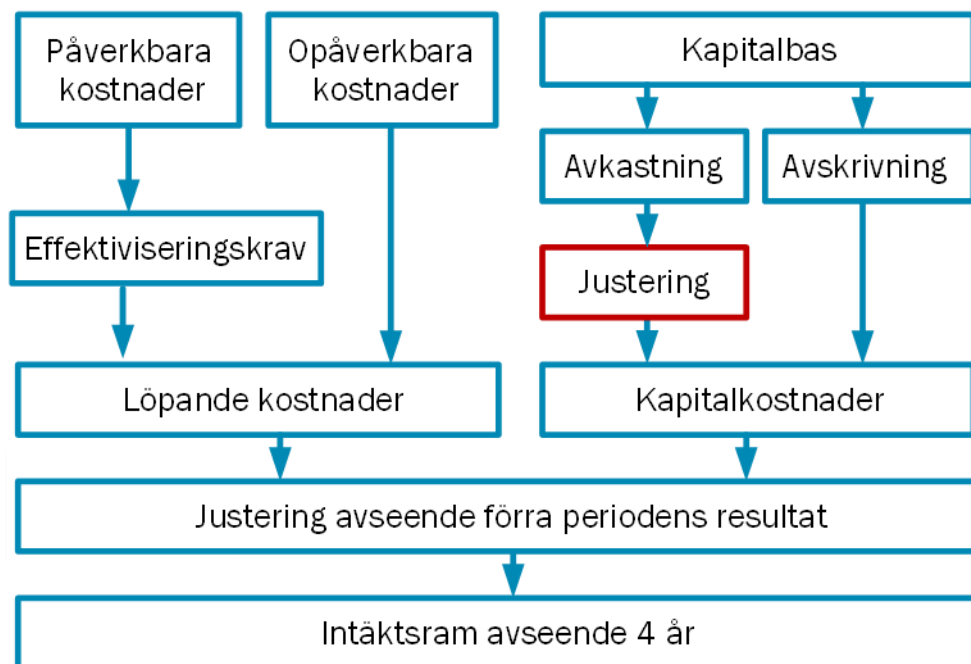 Påverkbara
kostnader
Opåverkbara
kostnader
Kapitalbas
Avkastning
Avskrivning
Effektiviseringskrav
Justering
Löpande kostnader
Kapitalkostnader
Justering avseende förra periodens resultat
Intäktsram avseende 4 år